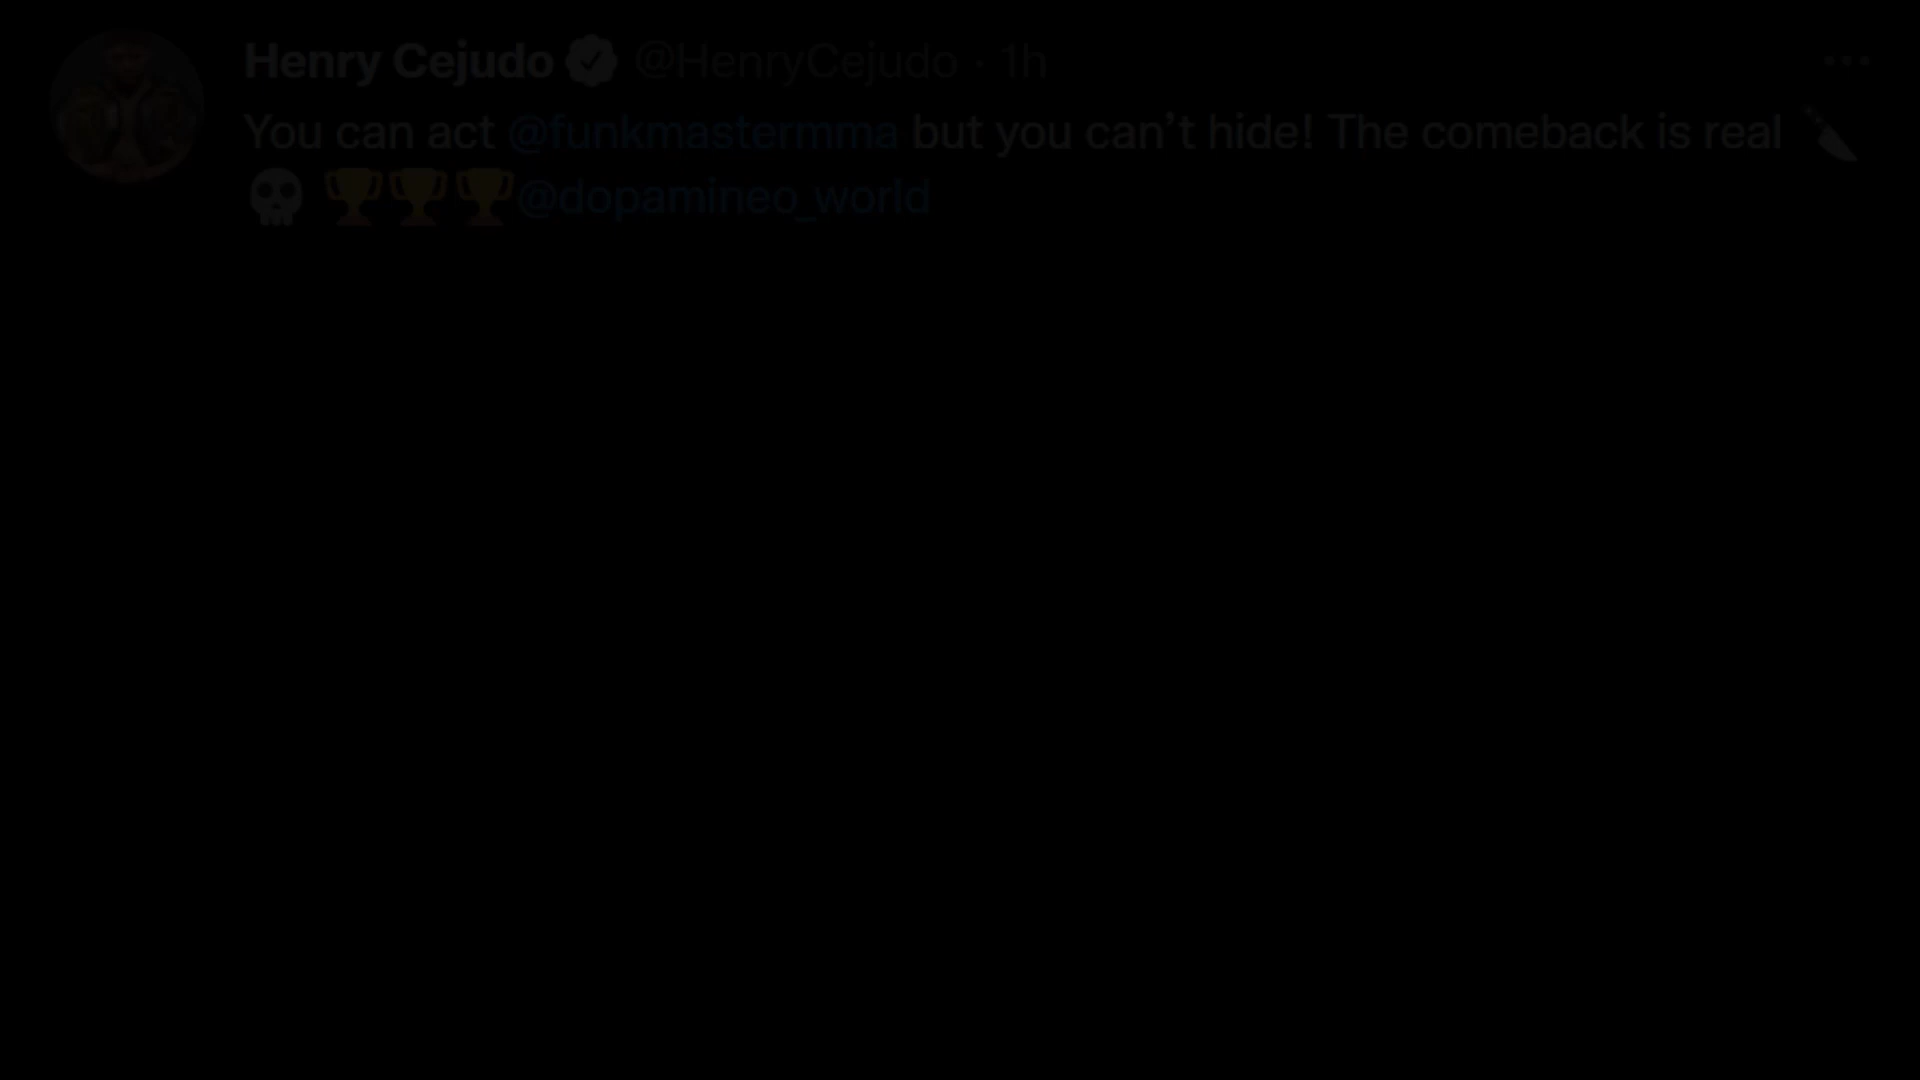 Henry Cejudo @HenryCejudo · 1h
You can act @funkmastermma but you can’t hide! The comeback is real 🔪
💀 🏆🏆🏆@dopamineo_world